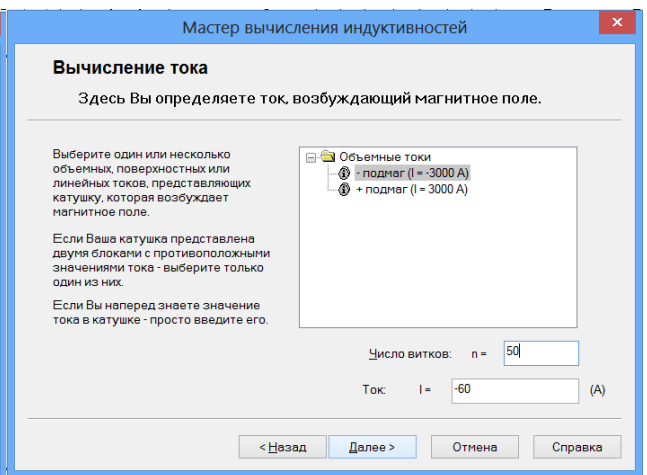 Мастер вычисления индуктивностей
x
Вычисление тока
Здесь Вы определяете ток, возбуждающий магнитное поле.
Выберите один или несколько
объемных, поверхностных или
линейных токов, представляющих
катушку, которая возбуждает
магнитное поле.
Если Ваша катушка представлена
двумя блоками с противоположными
значениями тока - выберите только
один из них.
Если Вы наперед знаете значение
тока в катушке - просто введите его.
Объемные токи
- подмаг (I = -3000 A)
+ подмаг (I = 3000 A)
Число витков: n = 50
Ток: I = -60 (A)
< Назад Далее > Отмена Справка